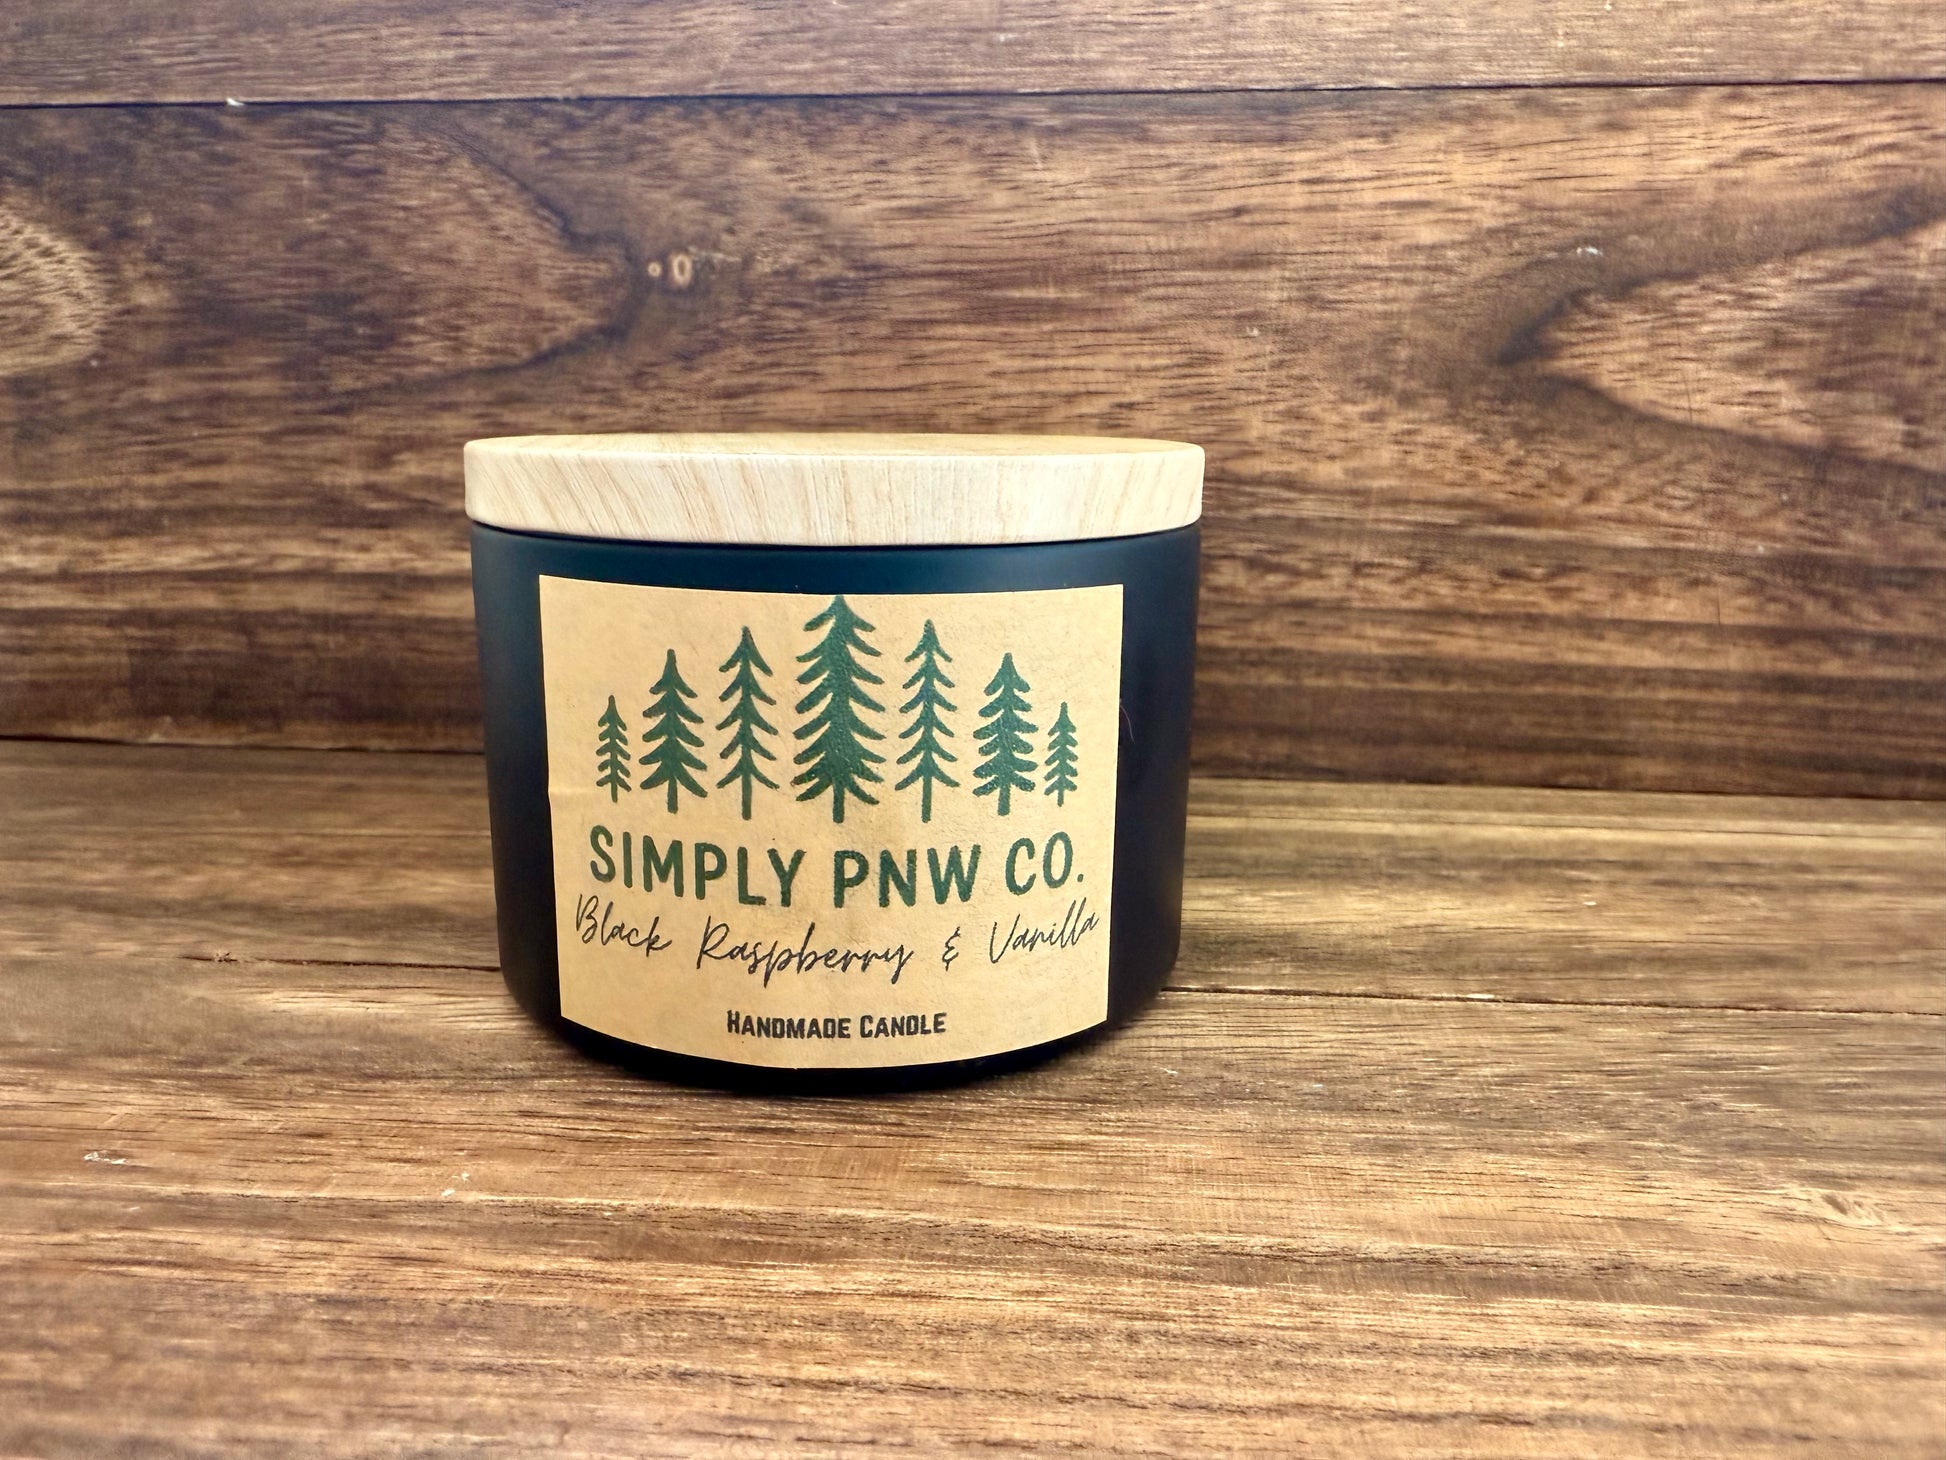 SIMPLY PNW CO.
Black Raspberry & Vanilla
HANDMADE CANDLE